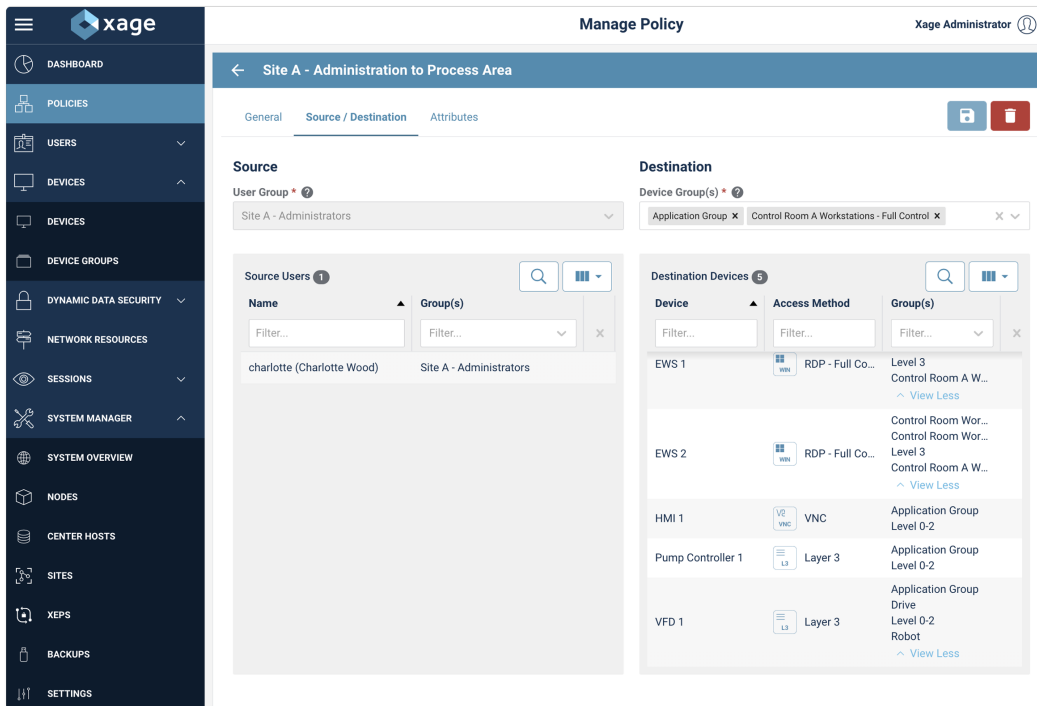 xage
Manage Policy
Xage Administrator
DASHBOARD
POLICIES
USERS
DEVICES
DEVICES
DEVICE GROUPS
DYNAMIC DATA SECURITY
NETWORK RESOURCES
SESSIONS
SYSTEM MANAGER
SYSTEM OVERVIEW
NODES
CENTER HOSTS
SITES
XEPS
BACKUPS
SETTINGS
Site A - Administration to Process Area
General Source / Destination Attributes
Source
User Group * ?
Site A - Administrators
Source Users 1
Name Group(s)
Filter... Filter...
charlotte (Charlotte Wood) Site A - Administrators
Destination
Device Group(s) * ?
Application Group × Control Room A Workstations - Full Control ×
Destination Devices 5
Device Access Method Group(s)
Filter... Filter... Filter...
EWS 1 WIN RDP - Full Co... Level 3
Control Room A W...
View Less
Control Room Wor...
Control Room Wor...
EWS 2 WIN RDP - Full Co... Level 3
Control Room A W...
View Less
HMI 1 VNC VNC Application Group
Level 0-2
Pump Controller 1 L3 Layer 3 Application Group
Level 0-2
Application Group
Drive
VFD 1 L3 Layer 3 Level 0-2
Robot
View Less